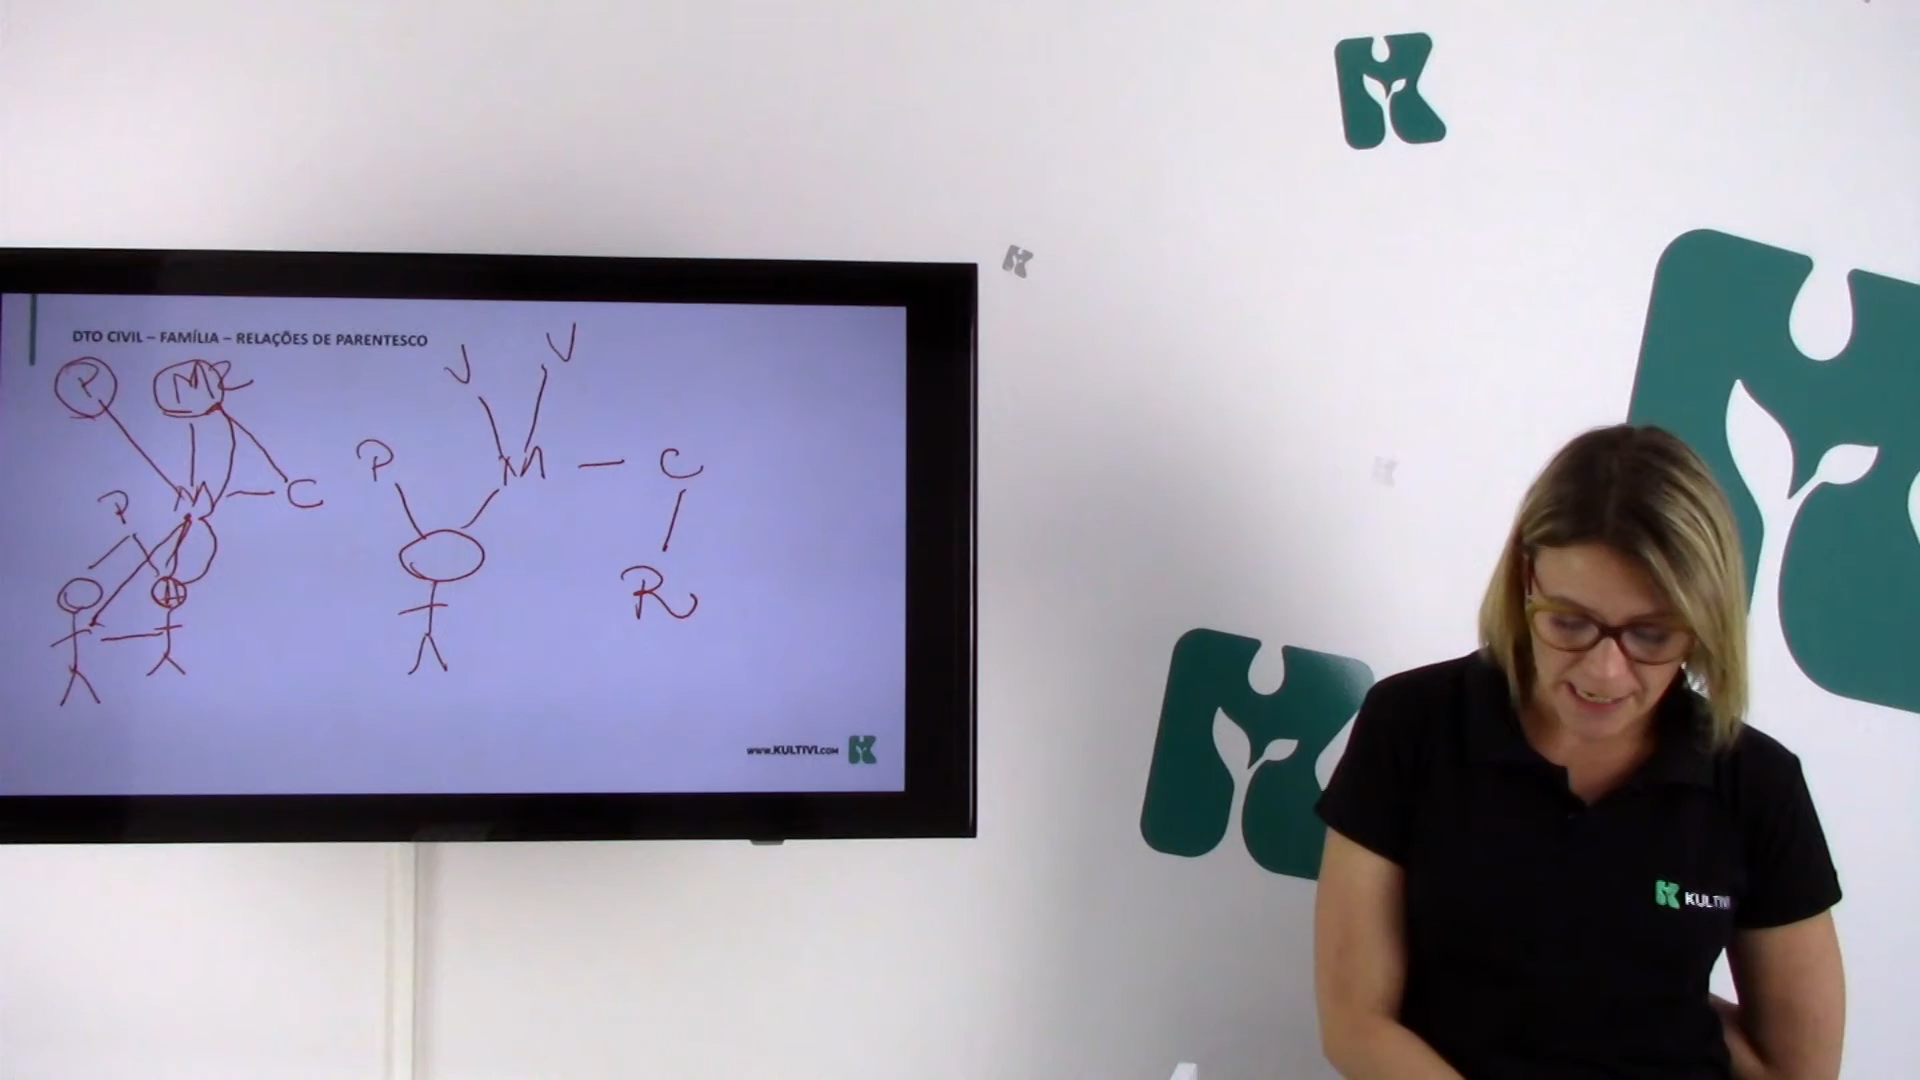 DTO CIVIL – FAMÍLIA – RELAÇÕES DE PARENTESCO
V V
P M
P M C
P M C
A
R
www.KULTIVI.COM
KULTIVI